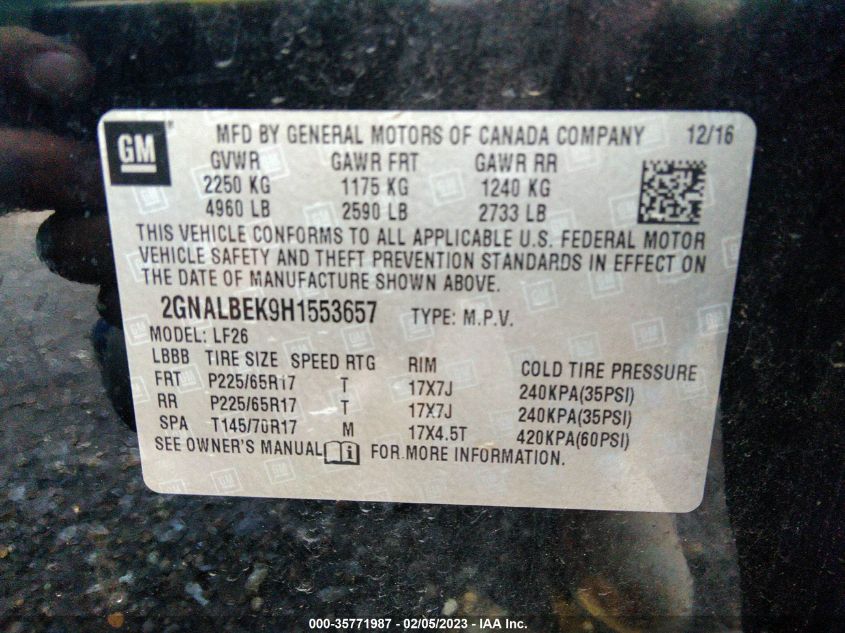 GM MFD BY GENERAL MOTORS OF CANADA COMPANY 12/16
GVWR GAWR FRT GAWR RR
2250 KG 1175 KG 1240 KG
4960 LB 2590 LB 2733 LB
THIS VEHICLE CONFORMS TO ALL APPLICABLE U.S. FEDERAL MOTOR
VEHICLE SAFETY AND THEFT PREVENTION STANDARDS IN EFFECT ON
THE DATE OF MANUFACTURE SHOWN ABOVE.
2GNALBEK9H1553657 TYPE: M.P.V.
MODEL: LF26
LBBB TIRE SIZE SPEED RTG RIM COLD TIRE PRESSURE
FRT P225/65R17 T 17X7J 240KPA(35PSI)
RR P225/65R17 T 17X7J 240KPA(35PSI)
SPA T145/70R17 M 17X4.5T 420KPA(60PSI)
SEE OWNER'S MANUAL i FOR MORE INFORMATION.
000-35771987 - 02/05/2023 - IAA Inc.